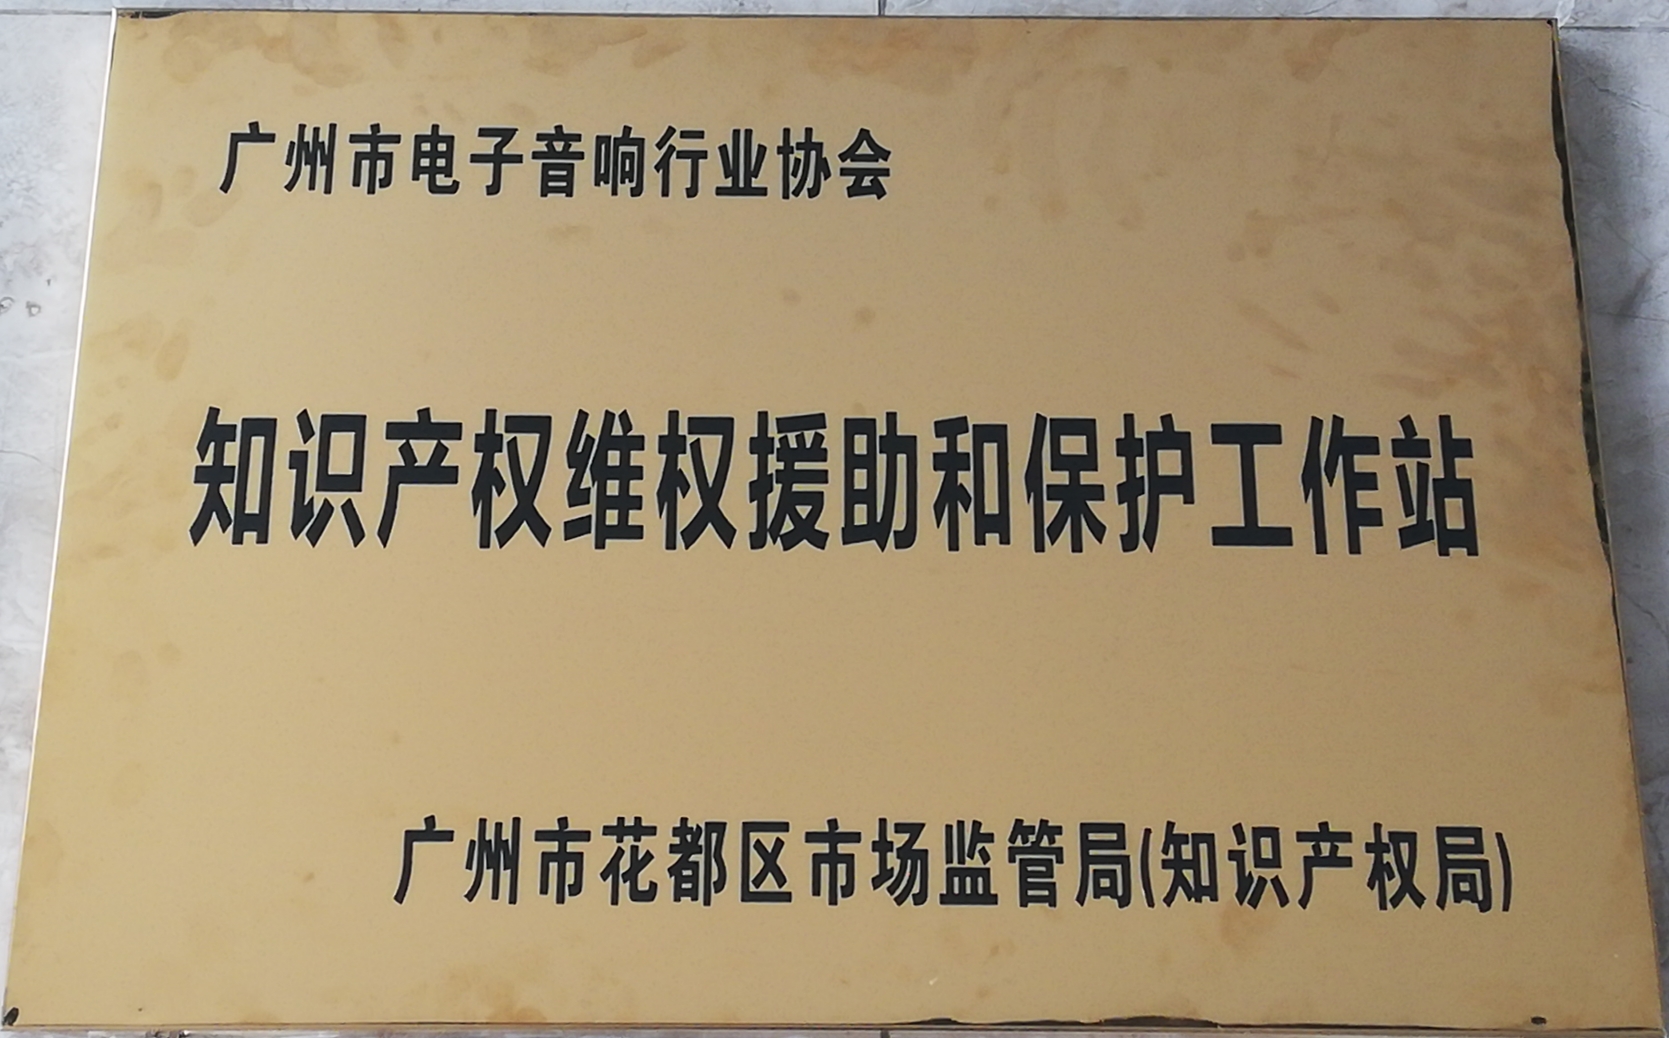 广州市电子音响行业协会
知识产权维权援助和保护工作站
广州市花都区市场监管局(知识产权局)